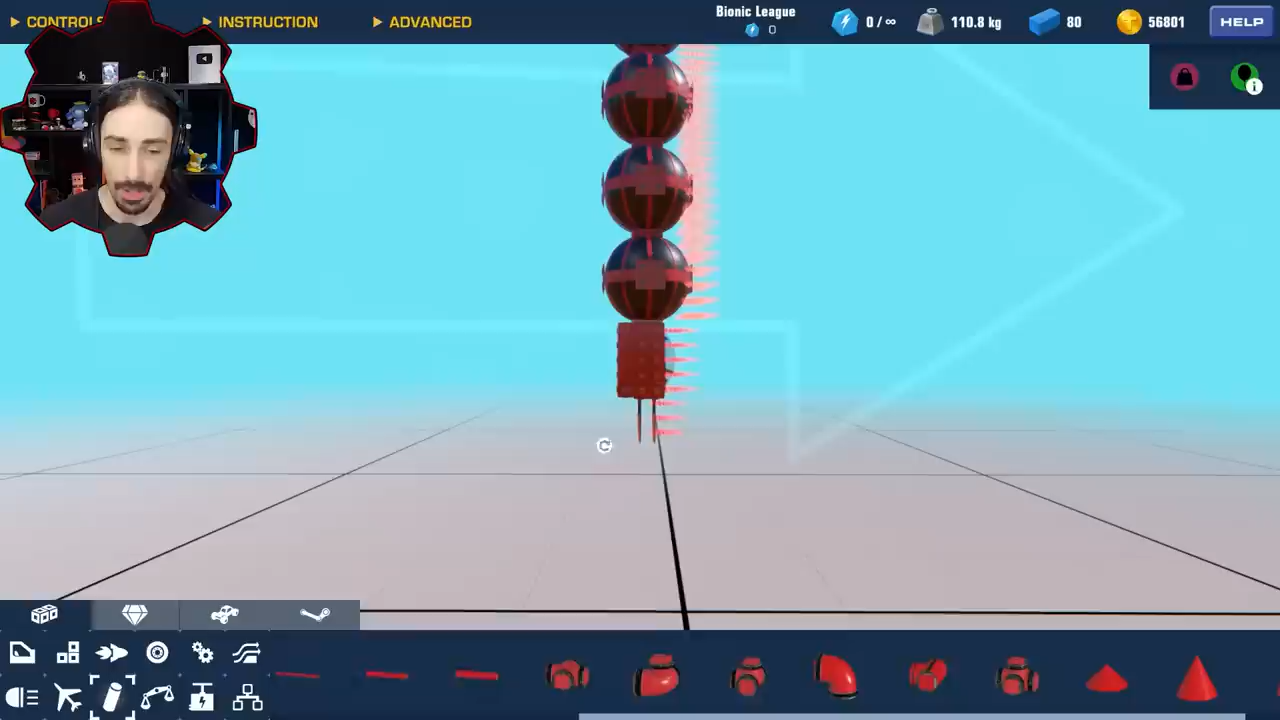 CONTROLS
INSTRUCTION
ADVANCED
Bionic League
0
0 / ∞
110.8 kg
80
56801
HELP